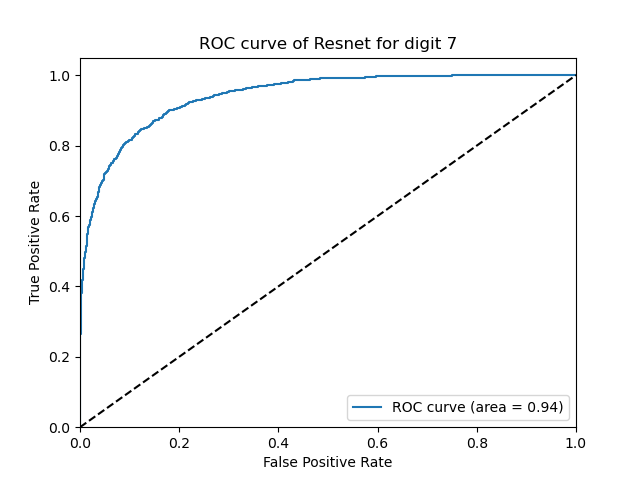 ROC curve of Resnet for digit 7
True Positive Rate
1.0
0.8
0.6
0.4
0.2
0.0
ROC curve (area = 0.94)
0.0 0.2 0.4 0.6 0.8 1.0
False Positive Rate